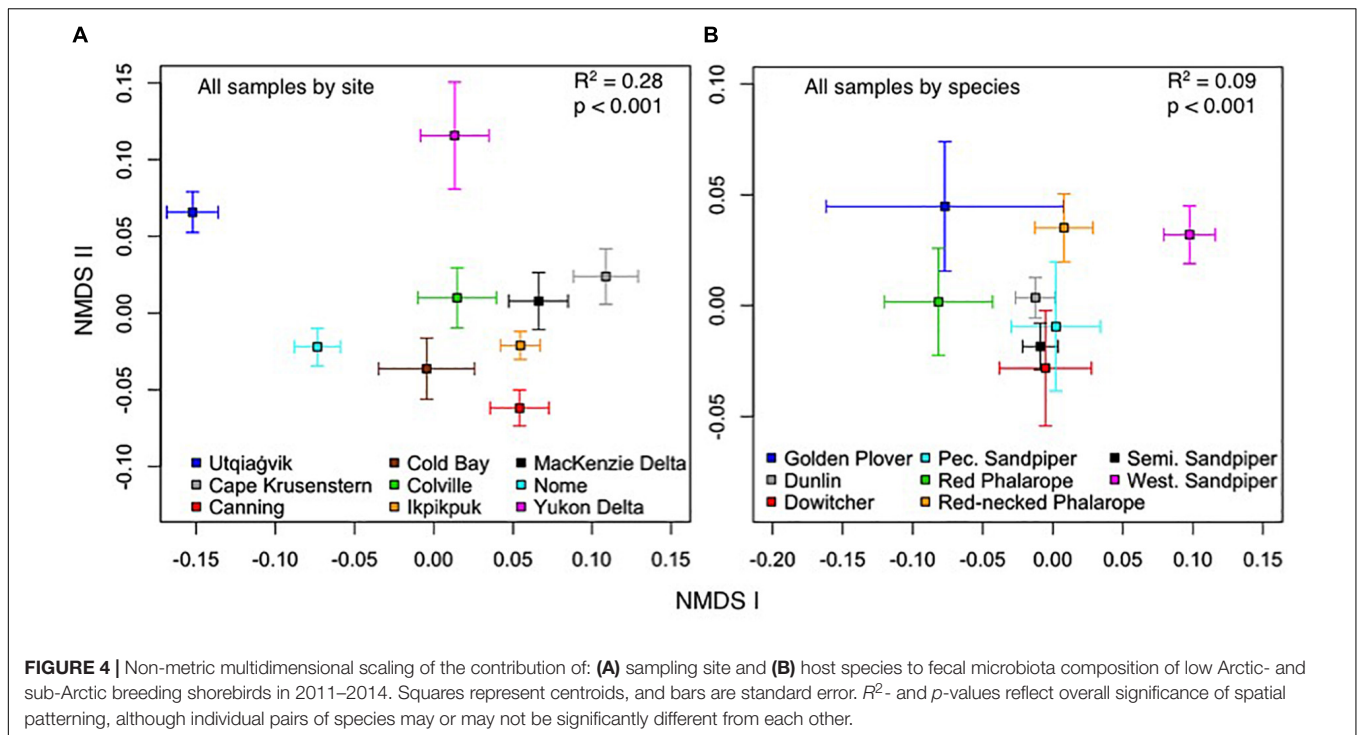 A
B
All samples by site
R² = 0.28
p < 0.001
NMDS II
0.15
0.10
0.05
0.00
-0.05
-0.10
Utqiaġvik Cold Bay MacKenzie Delta
Cape Krusenstern Colville Nome
Canning Ikpikpuk Yukon Delta
-0.15 -0.10 -0.05 0.00 0.05 0.10 0.15
All samples by species
R² = 0.09
p < 0.001
0.10
0.05
0.00
-0.05
Golden Plover Pec. Sandpiper Semi. Sandpiper
Dunlin Red Phalarope West. Sandpiper
Dowitcher Red-necked Phalarope
-0.20 -0.15 -0.10 -0.05 0.00 0.05 0.10 0.15
NMDS I
FIGURE 4 | Non-metric multidimensional scaling of the contribution of: (A) sampling site and (B) host species to fecal microbiota composition of low Arctic- and
sub-Arctic breeding shorebirds in 2011–2014. Squares represent centroids, and bars are standard error. R²- and p-values reflect overall significance of spatial
patterning, although individual pairs of species may or may not be significantly different from each other.